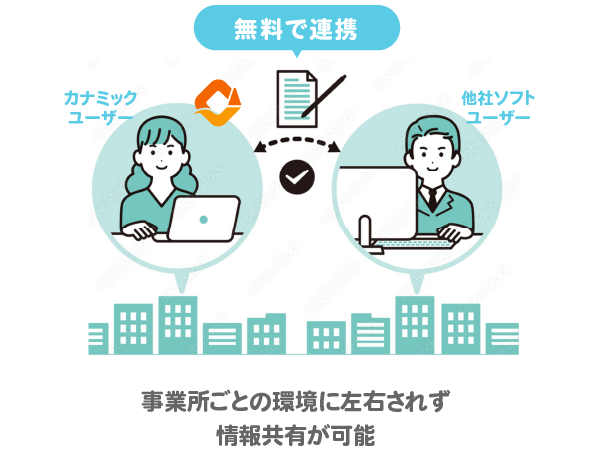 無料で連携
カナミック
ユーザー
他社ソフト
ユーザー
事業所ごとの環境に左右されず
情報共有が可能